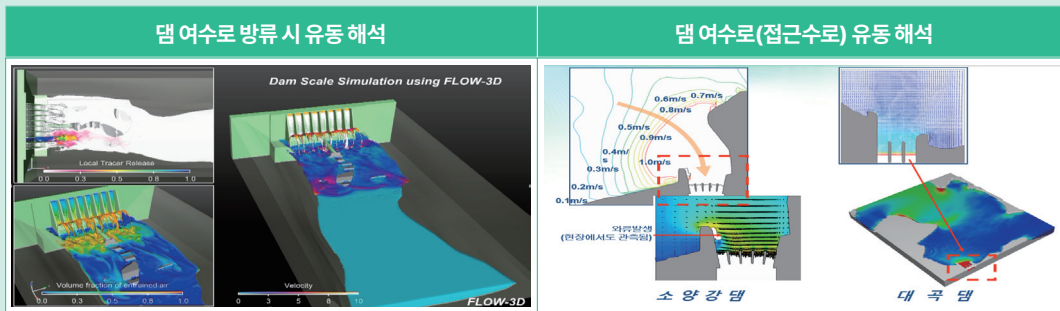 댐 여수로 방류 시 유동 해석
댐 여수로(접근수로) 유동 해석
Dam Scale Simulation using FLOW-3D
Local Tracer Release
0.0 0.3 0.5 0.8 1.0
Volume fraction of entrained air
0.0 0.3 0.5 0.8 1.0
Velocity
0 3 5 8 10
FLOW-3D
0.6m/s
0.7m/s
0.8m/s
0.5m/s
0.9m/s
0.4m/
s
1.0m/s
0.3m/s
0.2m/s
0.1m/s
와류발생
(현장에서도 관측됨)
소양강댐
대곡댐